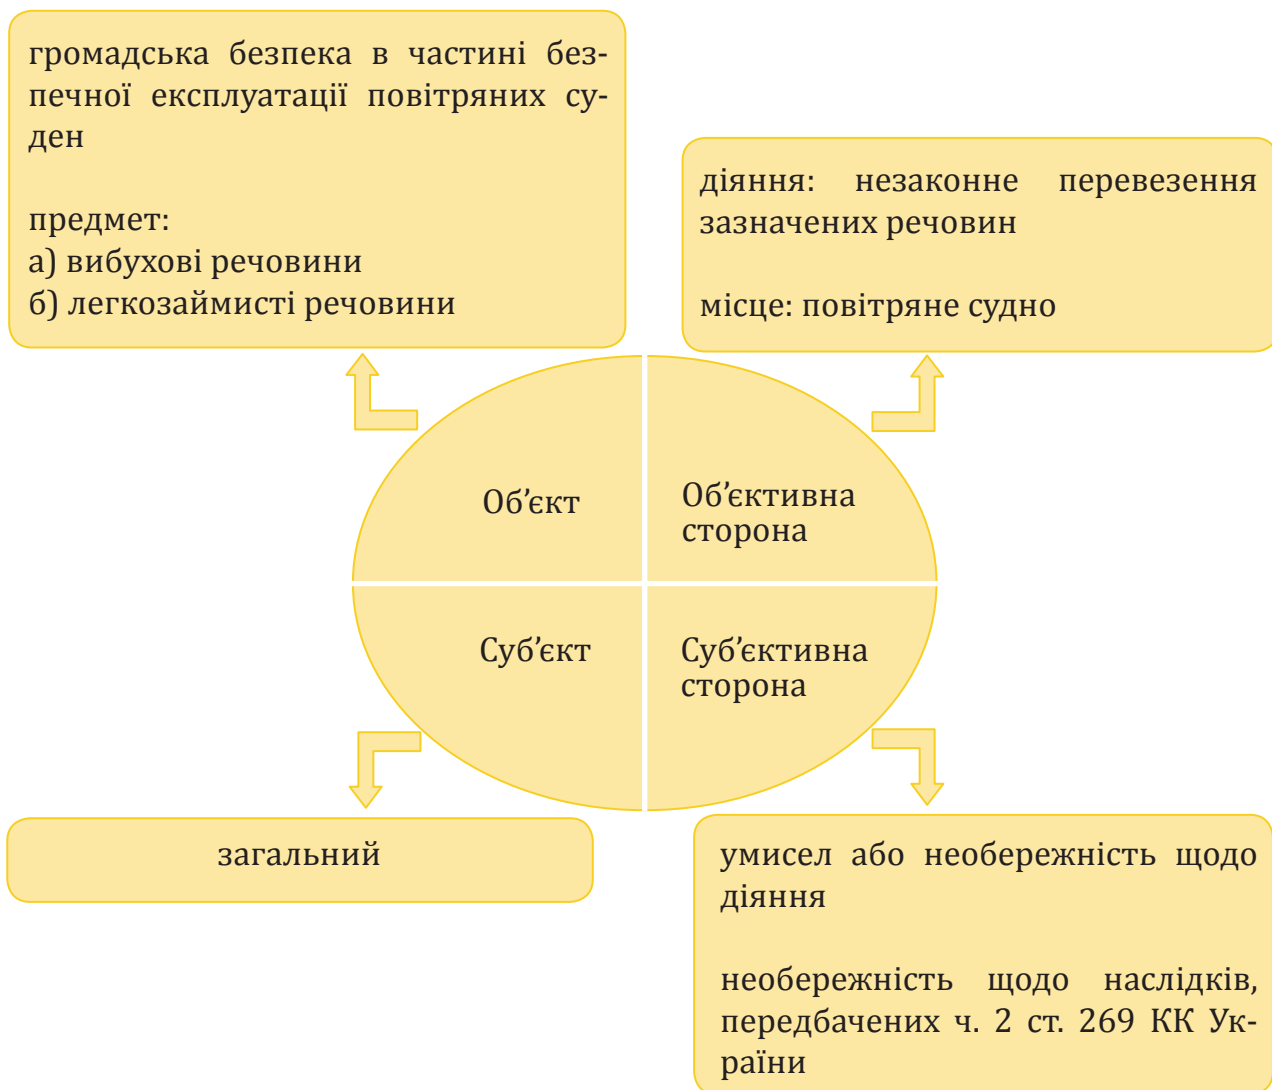 громадська безпека в частині без-
печної експлуатації повітряних су-
ден
предмет:
а) вибухові речовини
б) легкозаймисті речовини
діяння: незаконне перевезення
зазначених речовин
місце: повітряне судно
Об’єкт
Об’єктивна
сторона
Суб’єкт
Суб’єктивна
сторона
загальний
умисел або необережність щодо
діяння
необережність щодо наслідків,
передбачених ч. 2 ст. 269 КК Ук-
раїни